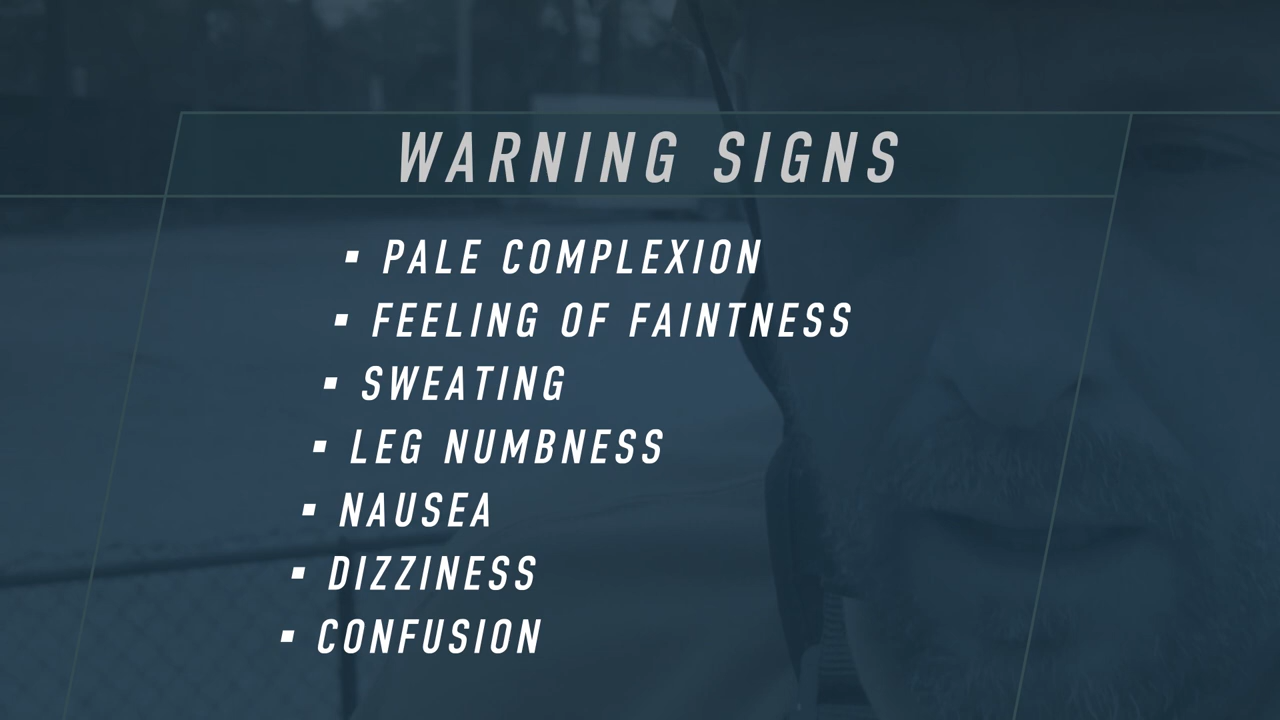 WARNING SIGNS
▪ PALE COMPLEXION
▪ FEELING OF FAINTNESS
▪ SWEATING
▪ LEG NUMBNESS
▪ NAUSEA
▪ DIZZINESS
▪ CONFUSION